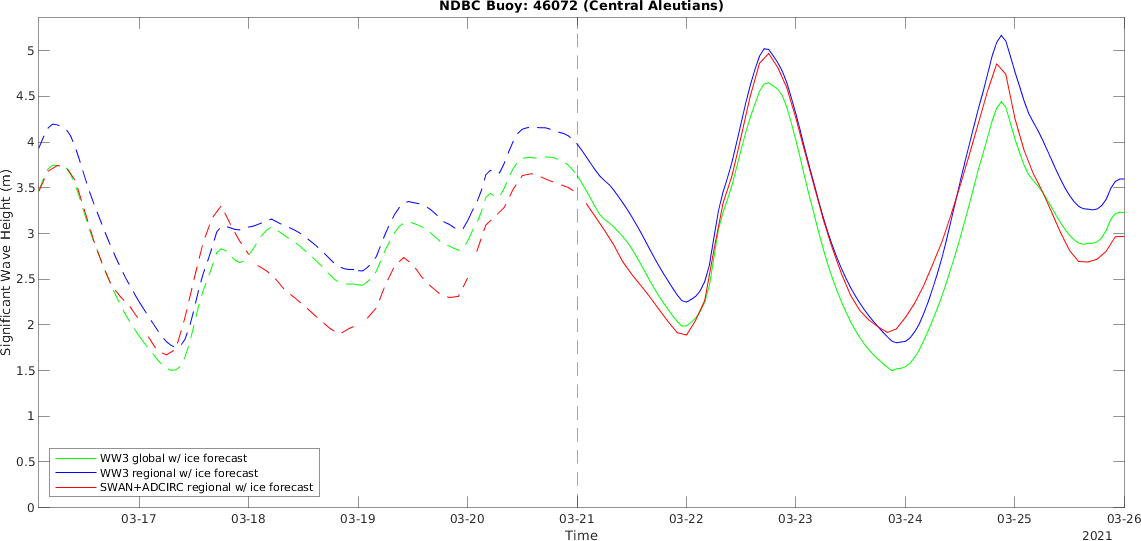 NDBC Buoy: 46072 (Central Aleutians)
Significant Wave Height (m)
5
4.5
4
3.5
3
2.5
2
1.5
1
0.5
0
WW3 global w/ ice forecast
WW3 regional w/ ice forecast
SWAN+ADCIRC regional w/ ice forecast
03-17 03-18 03-19 03-20 03-21 03-22 03-23 03-24 03-25 03-26
Time
2021